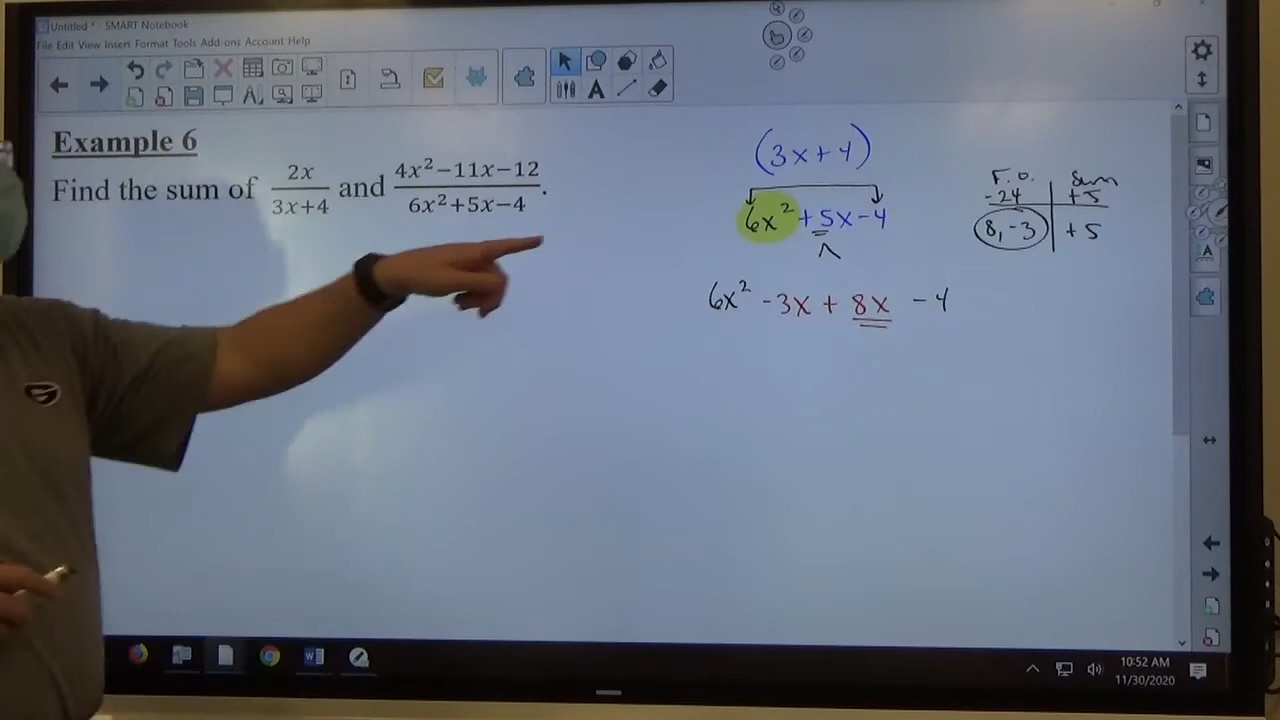 Untitled * - SMART Notebook
File Edit View Insert Format Tools Add-ons Account Help
Example 6
Find the sum of 2x/3x+4 and 4x²−11x−12/6x²+5x−4.
(3x+4)
6x² +5x-4
6x² -3x + 8x - 4
F.O. Sum
-24 +5
8,-3 +5
10:52 AM
11/30/2020